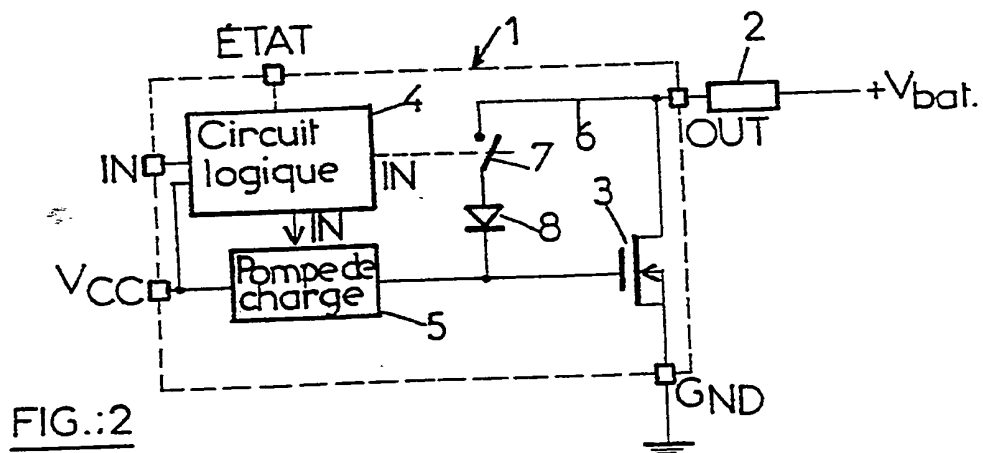 ÉTAT
1
2
4
Circuit
logique
IN
IN
6
7
OUT
+Vbat.
8
3
IN
VCC
Pompe de
charge
5
GND
FIG.:2